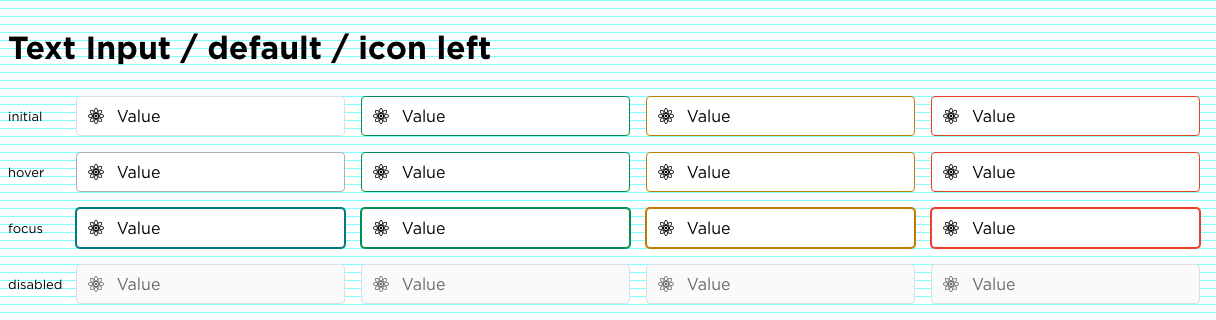 Text Input / default / icon left
initial Value Value Value Value
hover Value Value Value Value
focus Value Value Value Value
disabled Value Value Value Value